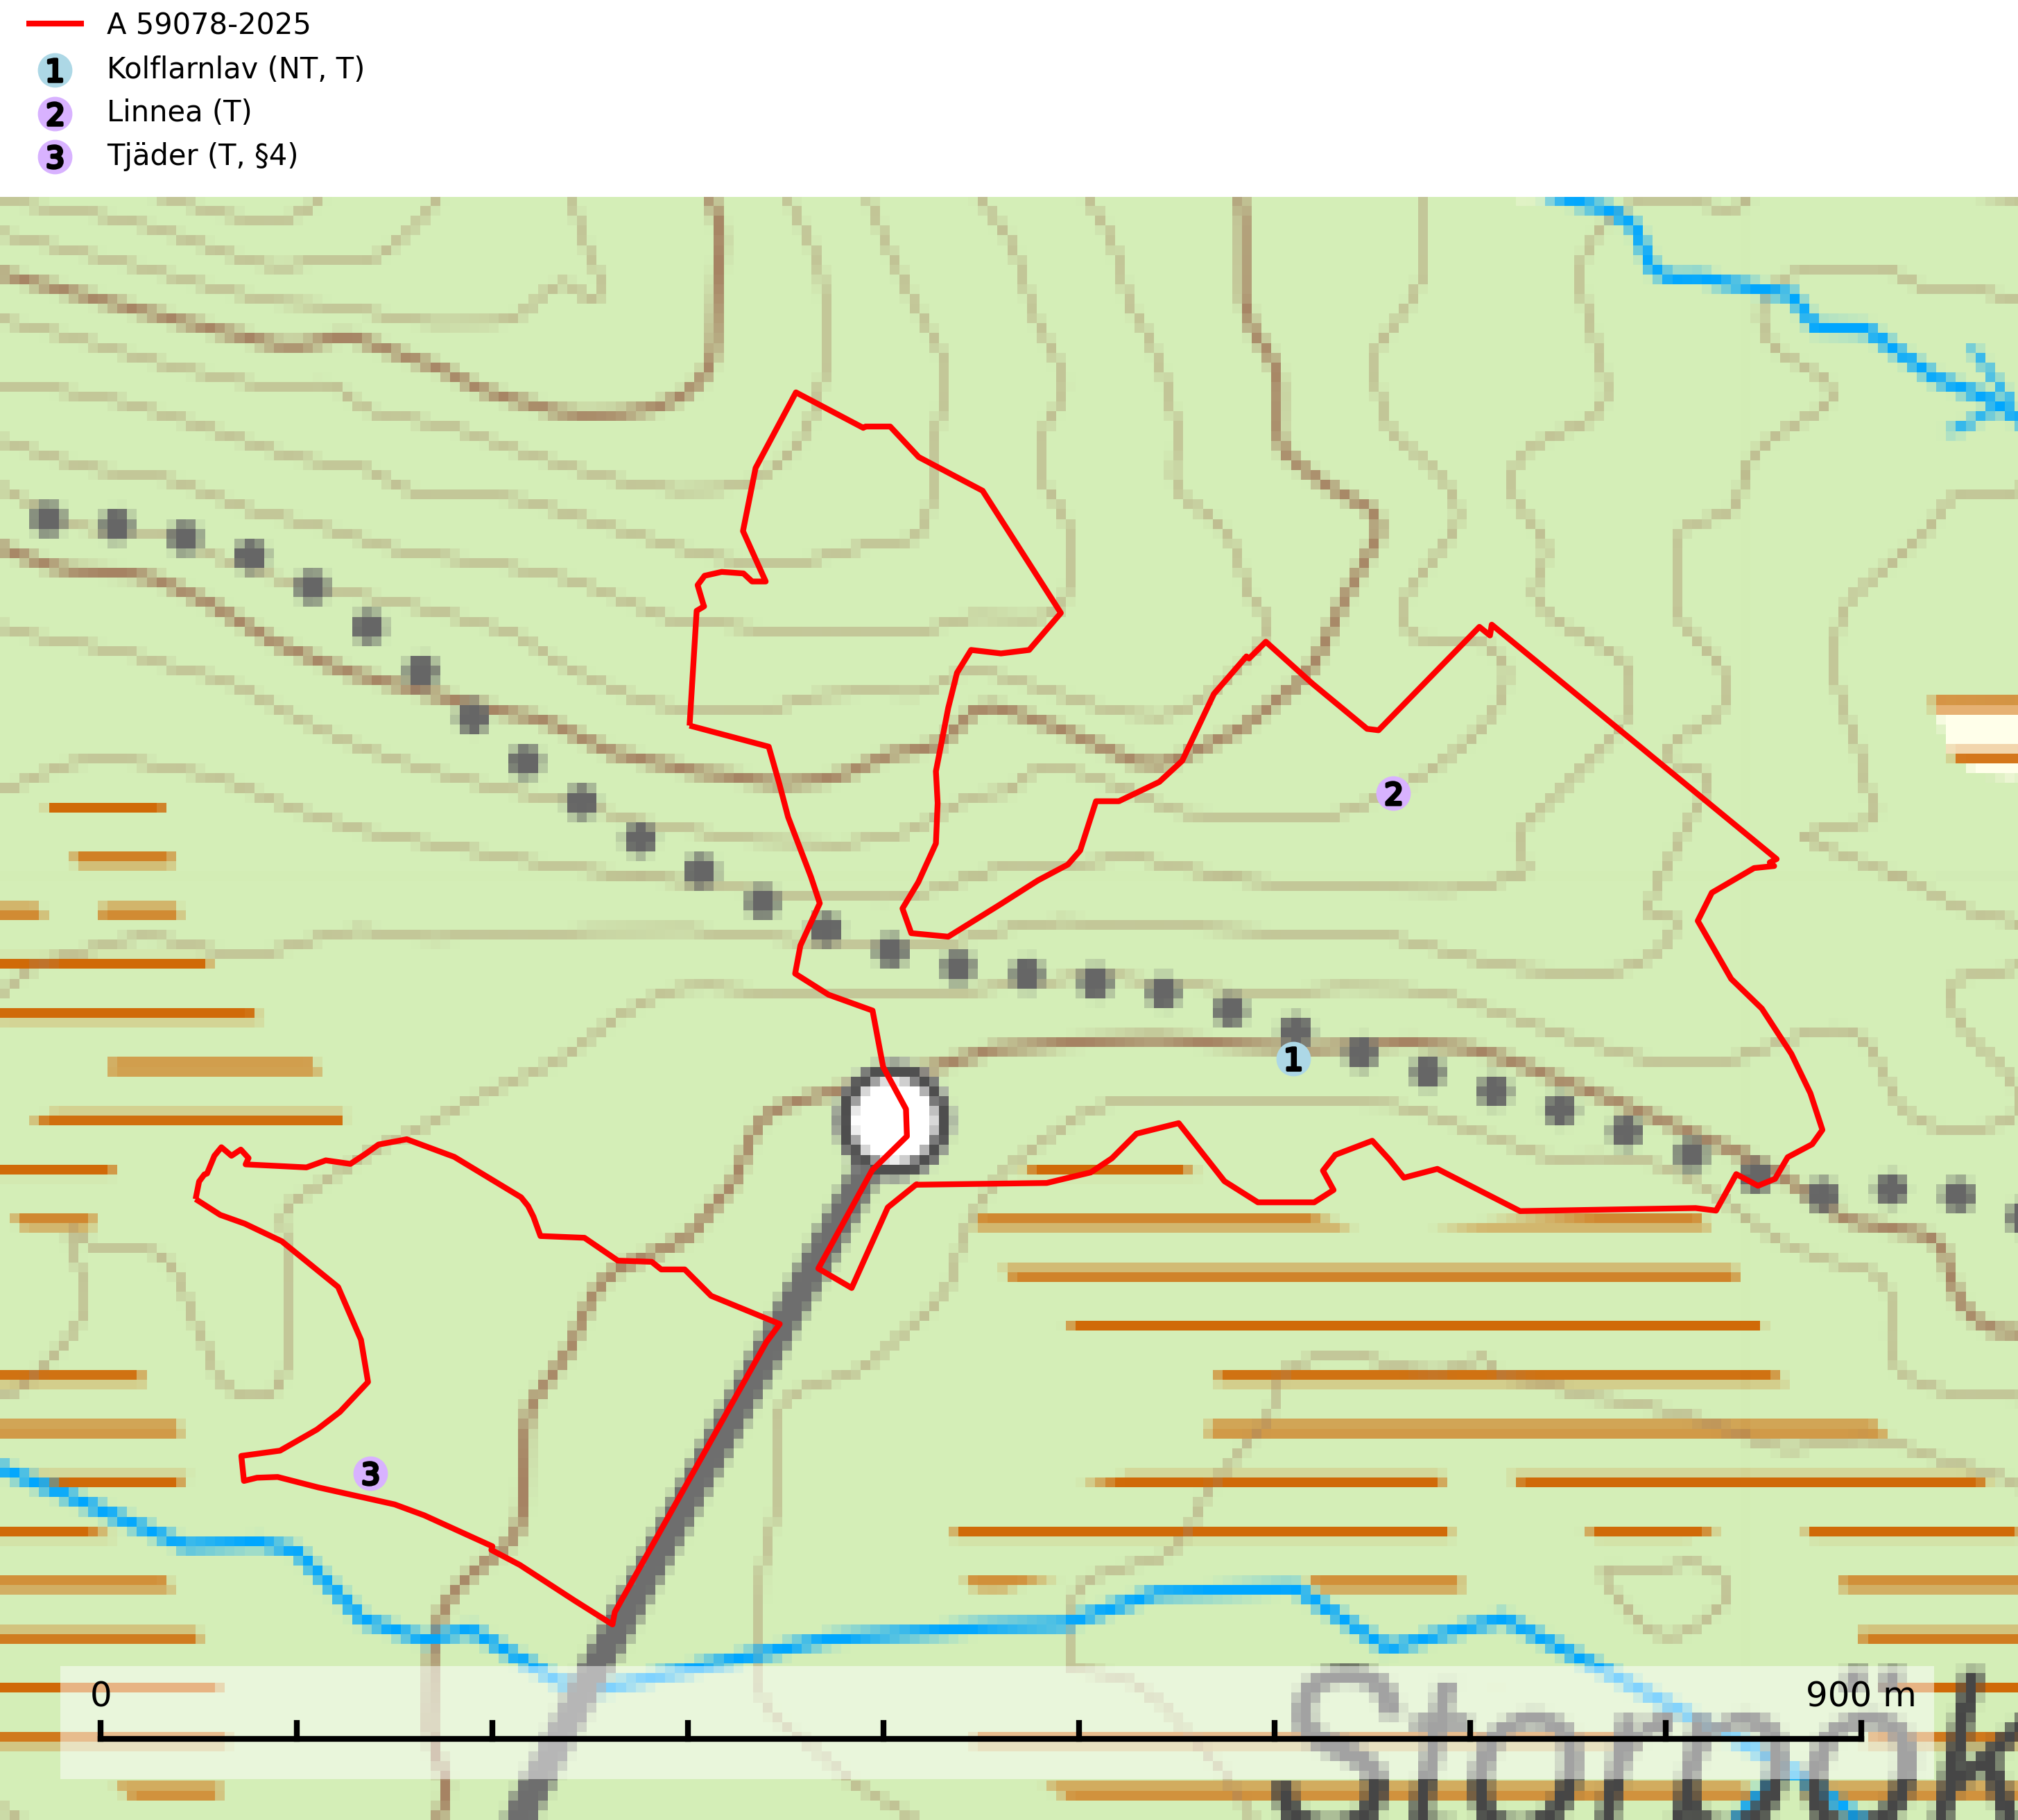 A 59078-2025
1 Kolflarnlav (NT, T)
2 Linnea (T)
3 Tjäder (T, §4)
2
1
3
0 900 m